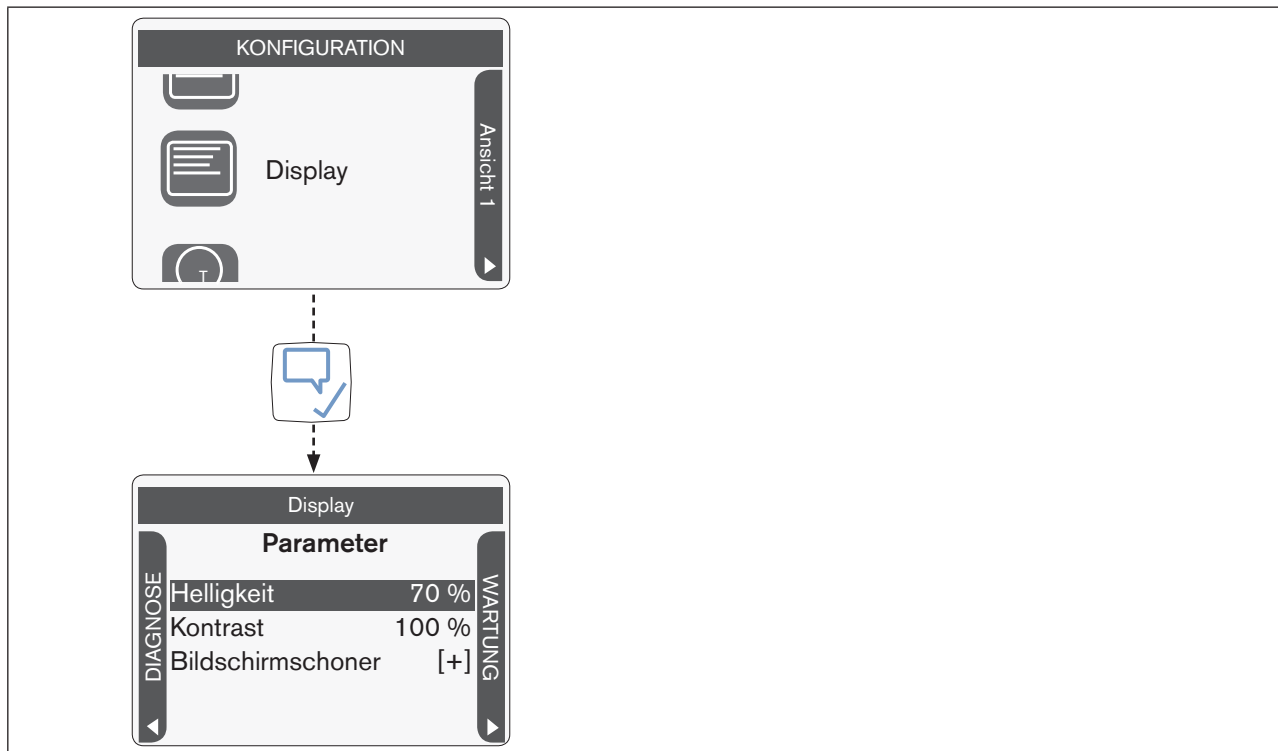 KONFIGURATION
Display
Ansicht 1
T
Display
Parameter
DIAGNOSE
Helligkeit 70 %
Kontrast 100 %
Bildschirmschoner [+]
WARTUNG